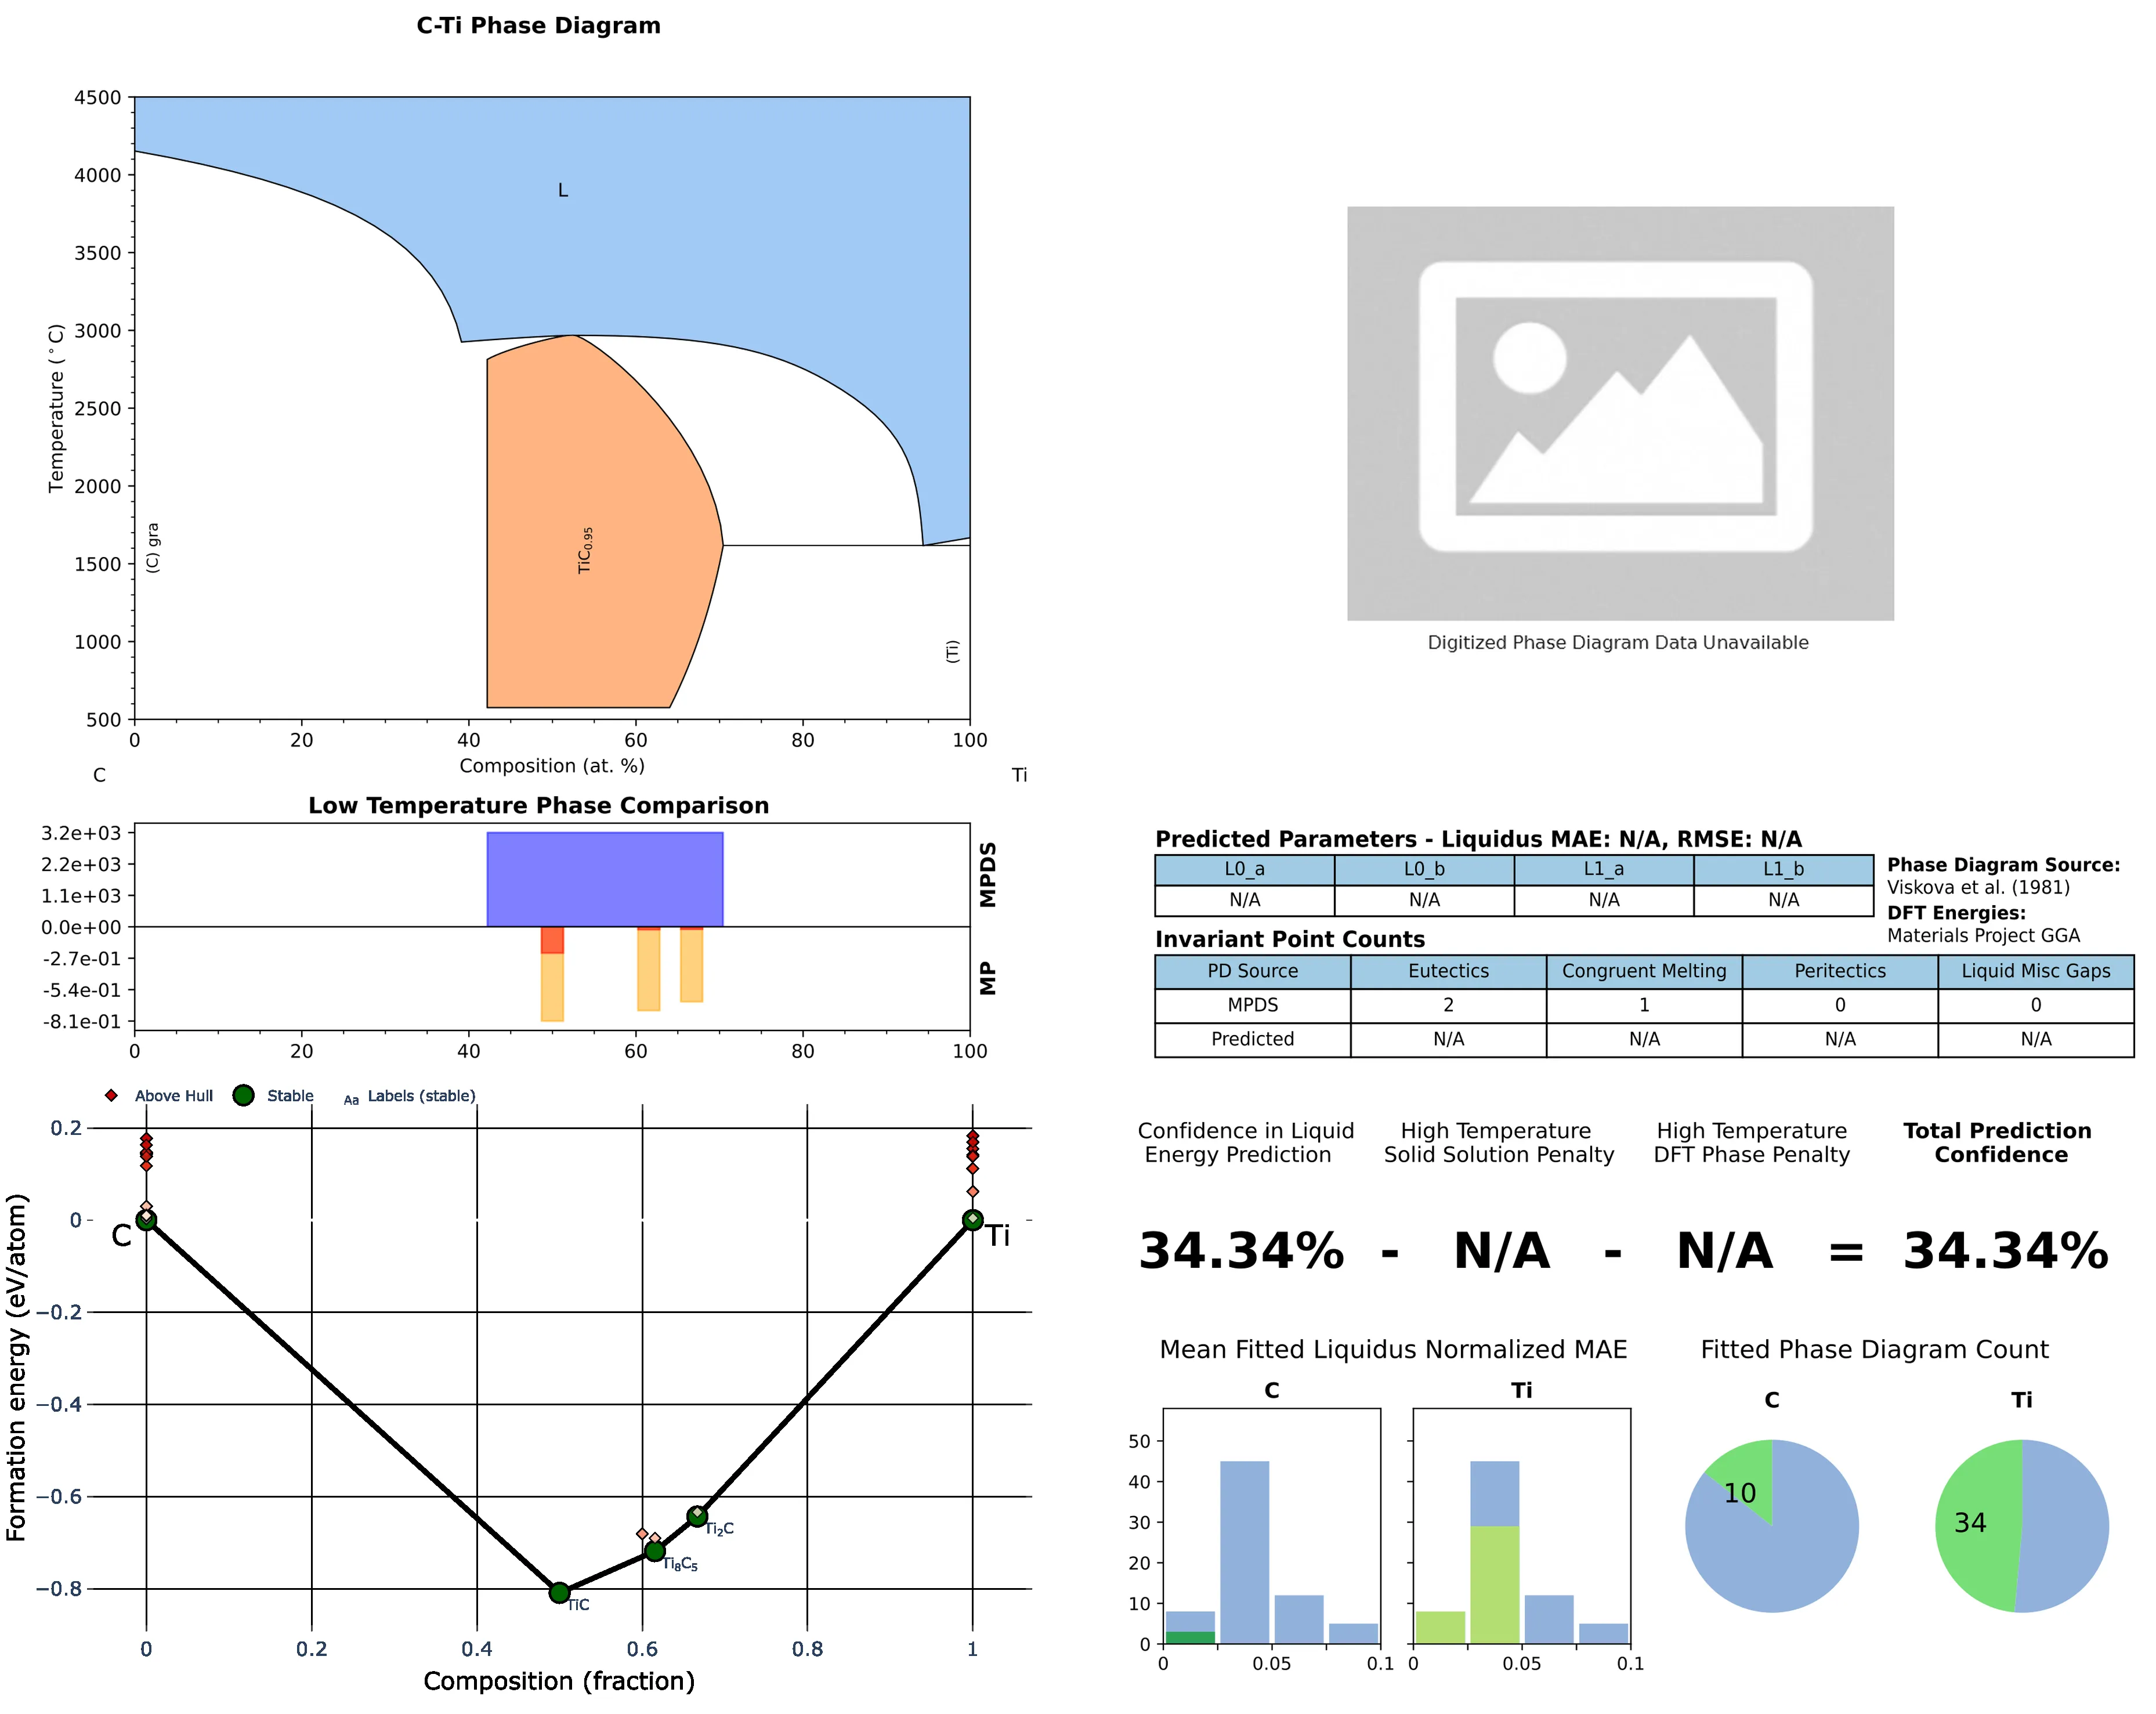 C-Ti Phase Diagram
4500
4000
3500
3000
2500
2000
1500
1000
500
Temperature (°C)
L
(C) gra
TiC0.95
(Ti)
0 20 40 60 80 100
Composition (at. %)
C Ti
Digitized Phase Diagram Data Unavailable
Low Temperature Phase Comparison
3.2e+03
2.2e+03
1.1e+03
0.0e+00
-2.7e-01
-5.4e-01
-8.1e-01
MPDS
MP
0 20 40 60 80 100
Predicted Parameters - Liquidus MAE: N/A, RMSE: N/A
L0_a L0_b L1_a L1_b
N/A N/A N/A N/A
Phase Diagram Source:
Viskova et al. (1981)
DFT Energies:
Materials Project GGA
Invariant Point Counts
PD Source Eutectics Congruent Melting Peritectics Liquid Misc Gaps
MPDS 2 1 0 0
Predicted N/A N/A N/A N/A
Above Hull Stable Aa Labels (stable)
0.2
0
−0.2
−0.4
−0.6
−0.8
Formation energy (eV/atom)
C
Ti
Ti2C
Ti8C5
TiC
0 0.2 0.4 0.6 0.8 1
Composition (fraction)
Confidence in Liquid
Energy Prediction
High Temperature
Solid Solution Penalty
High Temperature
DFT Phase Penalty
Total Prediction
Confidence
34.34% - N/A - N/A = 34.34%
Mean Fitted Liquidus Normalized MAE
C Ti
50
40
30
20
10
0
0 0.05 0.1 0 0.05 0.1
Fitted Phase Diagram Count
C Ti
10 34